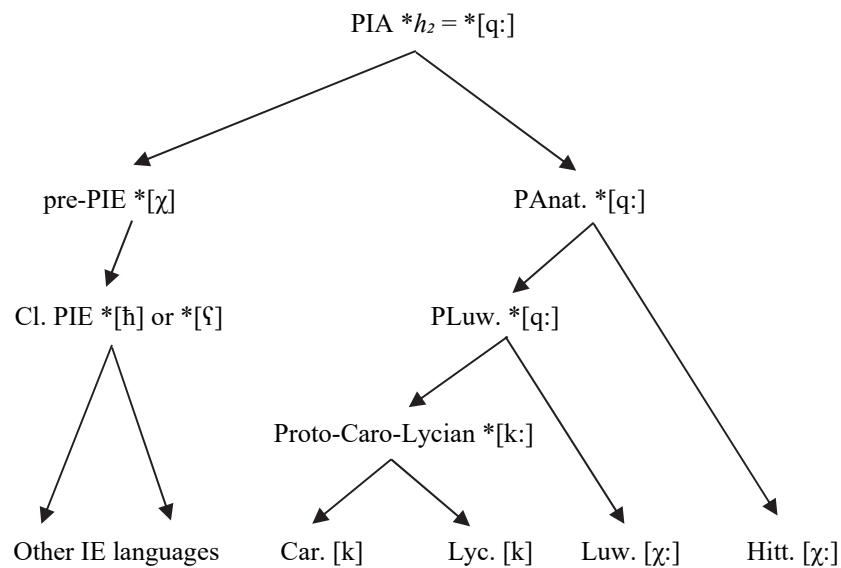 PIA *h₂ = *[q:]
pre-PIE *[χ] PAnat. *[q:]
Cl. PIE *[ħ] or *[ʕ] PLuw. *[q:]
Proto-Caro-Lycian *[k:]
Other IE languages Car. [k] Lyc. [k] Luw. [χ:] Hitt. [χ:]